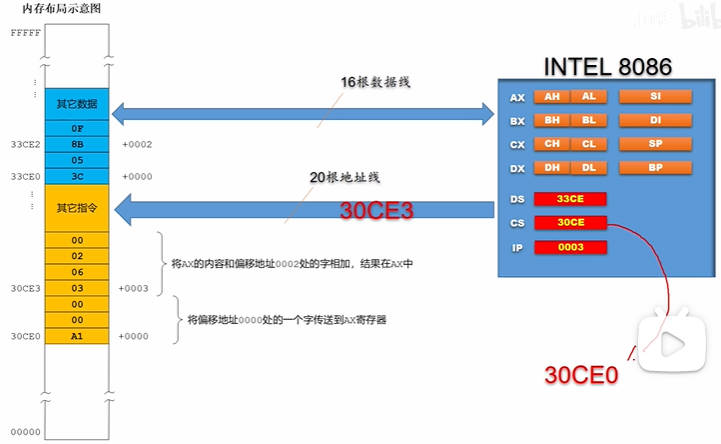 内存布局示意图
bilib
FFFFF
INTEL 8086
16根数据线
其它数据
0F
33CE2 8B +0002
05
33CE0 3C +0000
AX AH AL SI
BX BH BL DI
CX CH CL SP
DX DH DL BP
20根地址线
30CE3
其它指令
DS 33CE
CS 30CE
IP 0003
00
02
06
30CE3 03 +0003
将AX的内容和偏移地址0002处的字相加，结果在AX中
00
00
30CE0 A1 +0000
将偏移地址0000处的一个字传送到AX寄存器
30CE0
00000